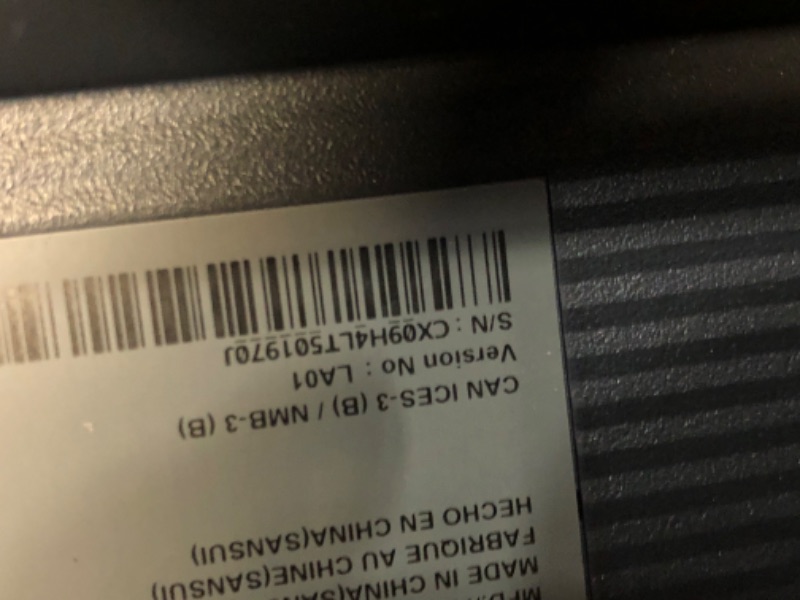 MADE IN CHINA(SANSUI)
FABRIQUE AU CHINE(SANSUI)
HECHO EN CHINA(SANSUI)
CAN ICES-3 (B) / NMB-3 (B)
Version No : LA01
S/N : CX09H4LT501970J